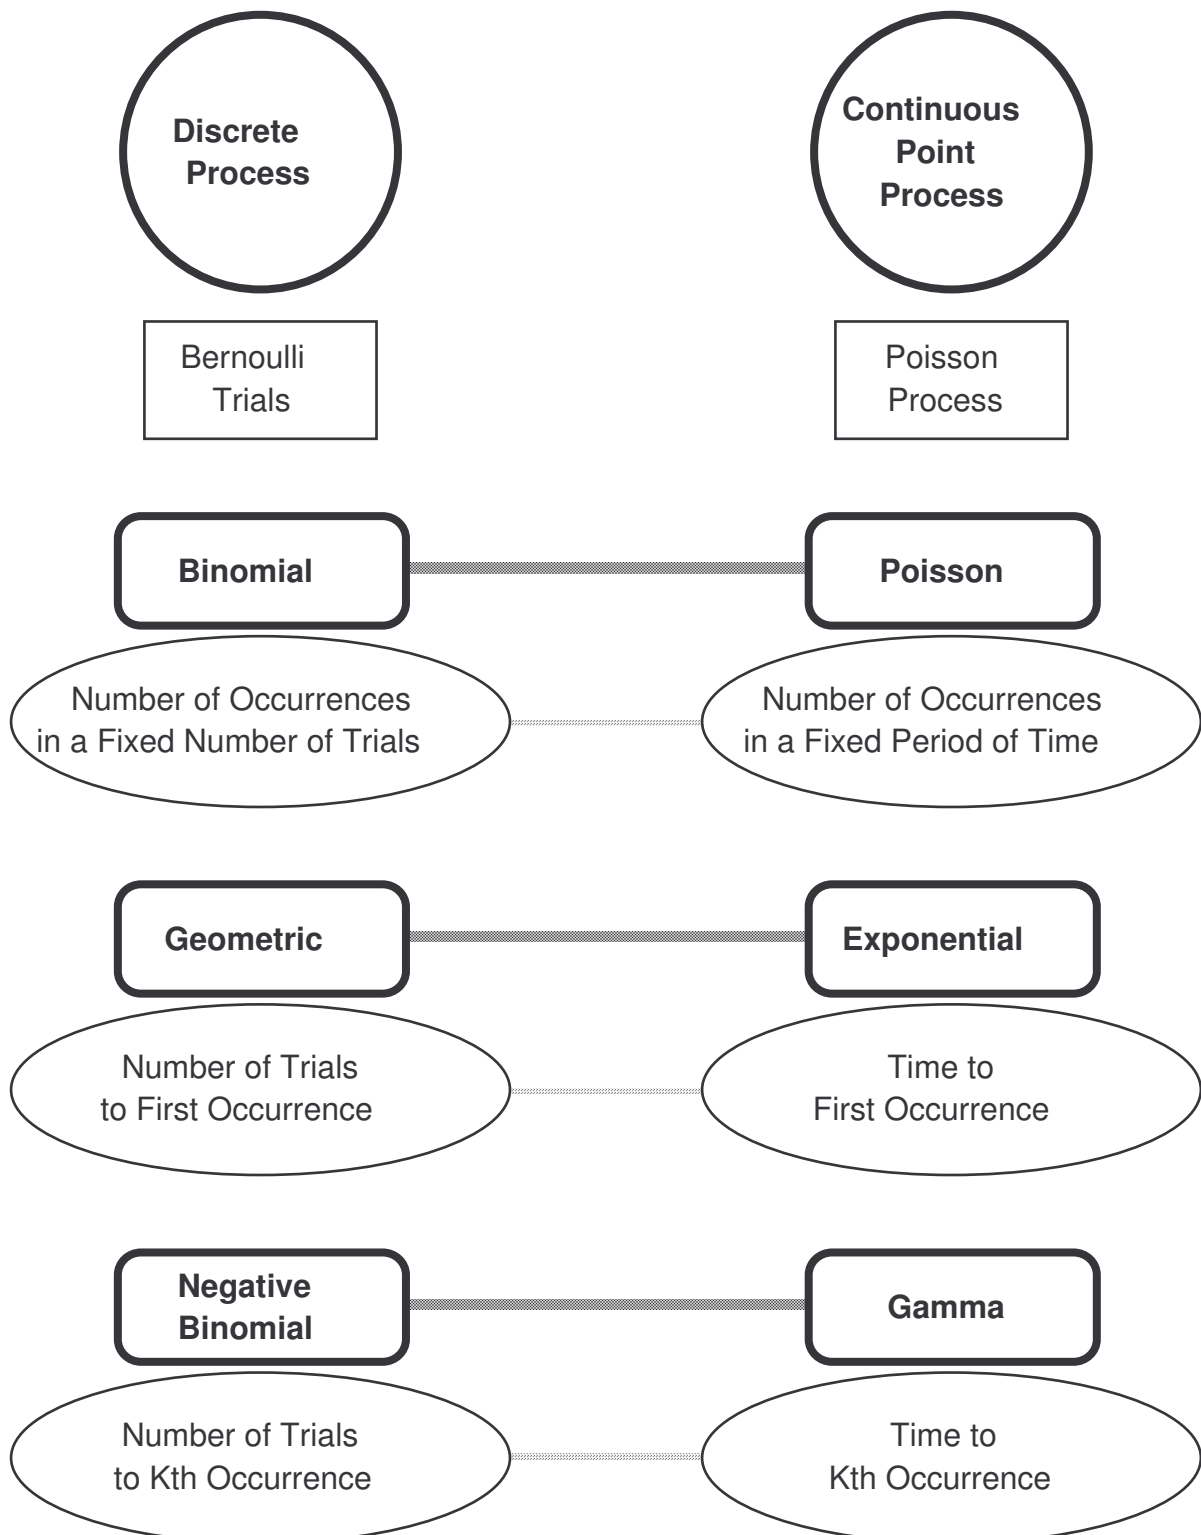 Discrete
Process
Continuous
Point
Process
Bernoulli
Trials
Poisson
Process
Binomial
Poisson
Number of Occurrences
in a Fixed Number of Trials
Number of Occurrences
in a Fixed Period of Time
Geometric
Exponential
Number of Trials
to First Occurrence
Time to
First Occurrence
Negative
Binomial
Gamma
Number of Trials
to Kth Occurrence
Time to
Kth Occurrence